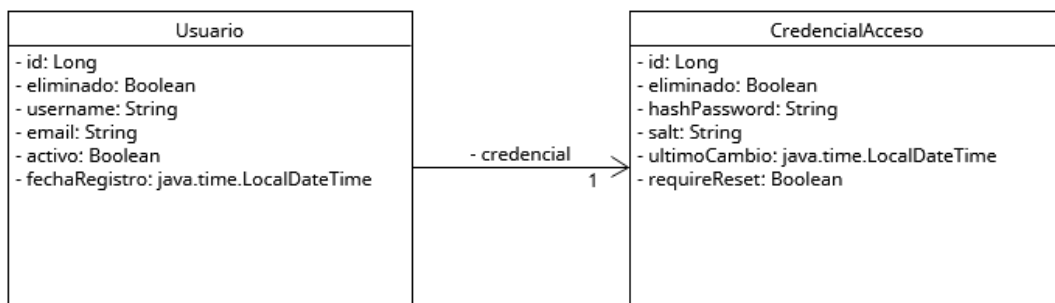 Usuario
- id: Long
- eliminado: Boolean
- username: String
- email: String
- activo: Boolean
- fechaRegistro: java.time.LocalDateTime
- credencial
1
CredencialAcceso
- id: Long
- eliminado: Boolean
- hashPassword: String
- salt: String
- ultimoCambio: java.time.LocalDateTime
- requireReset: Boolean